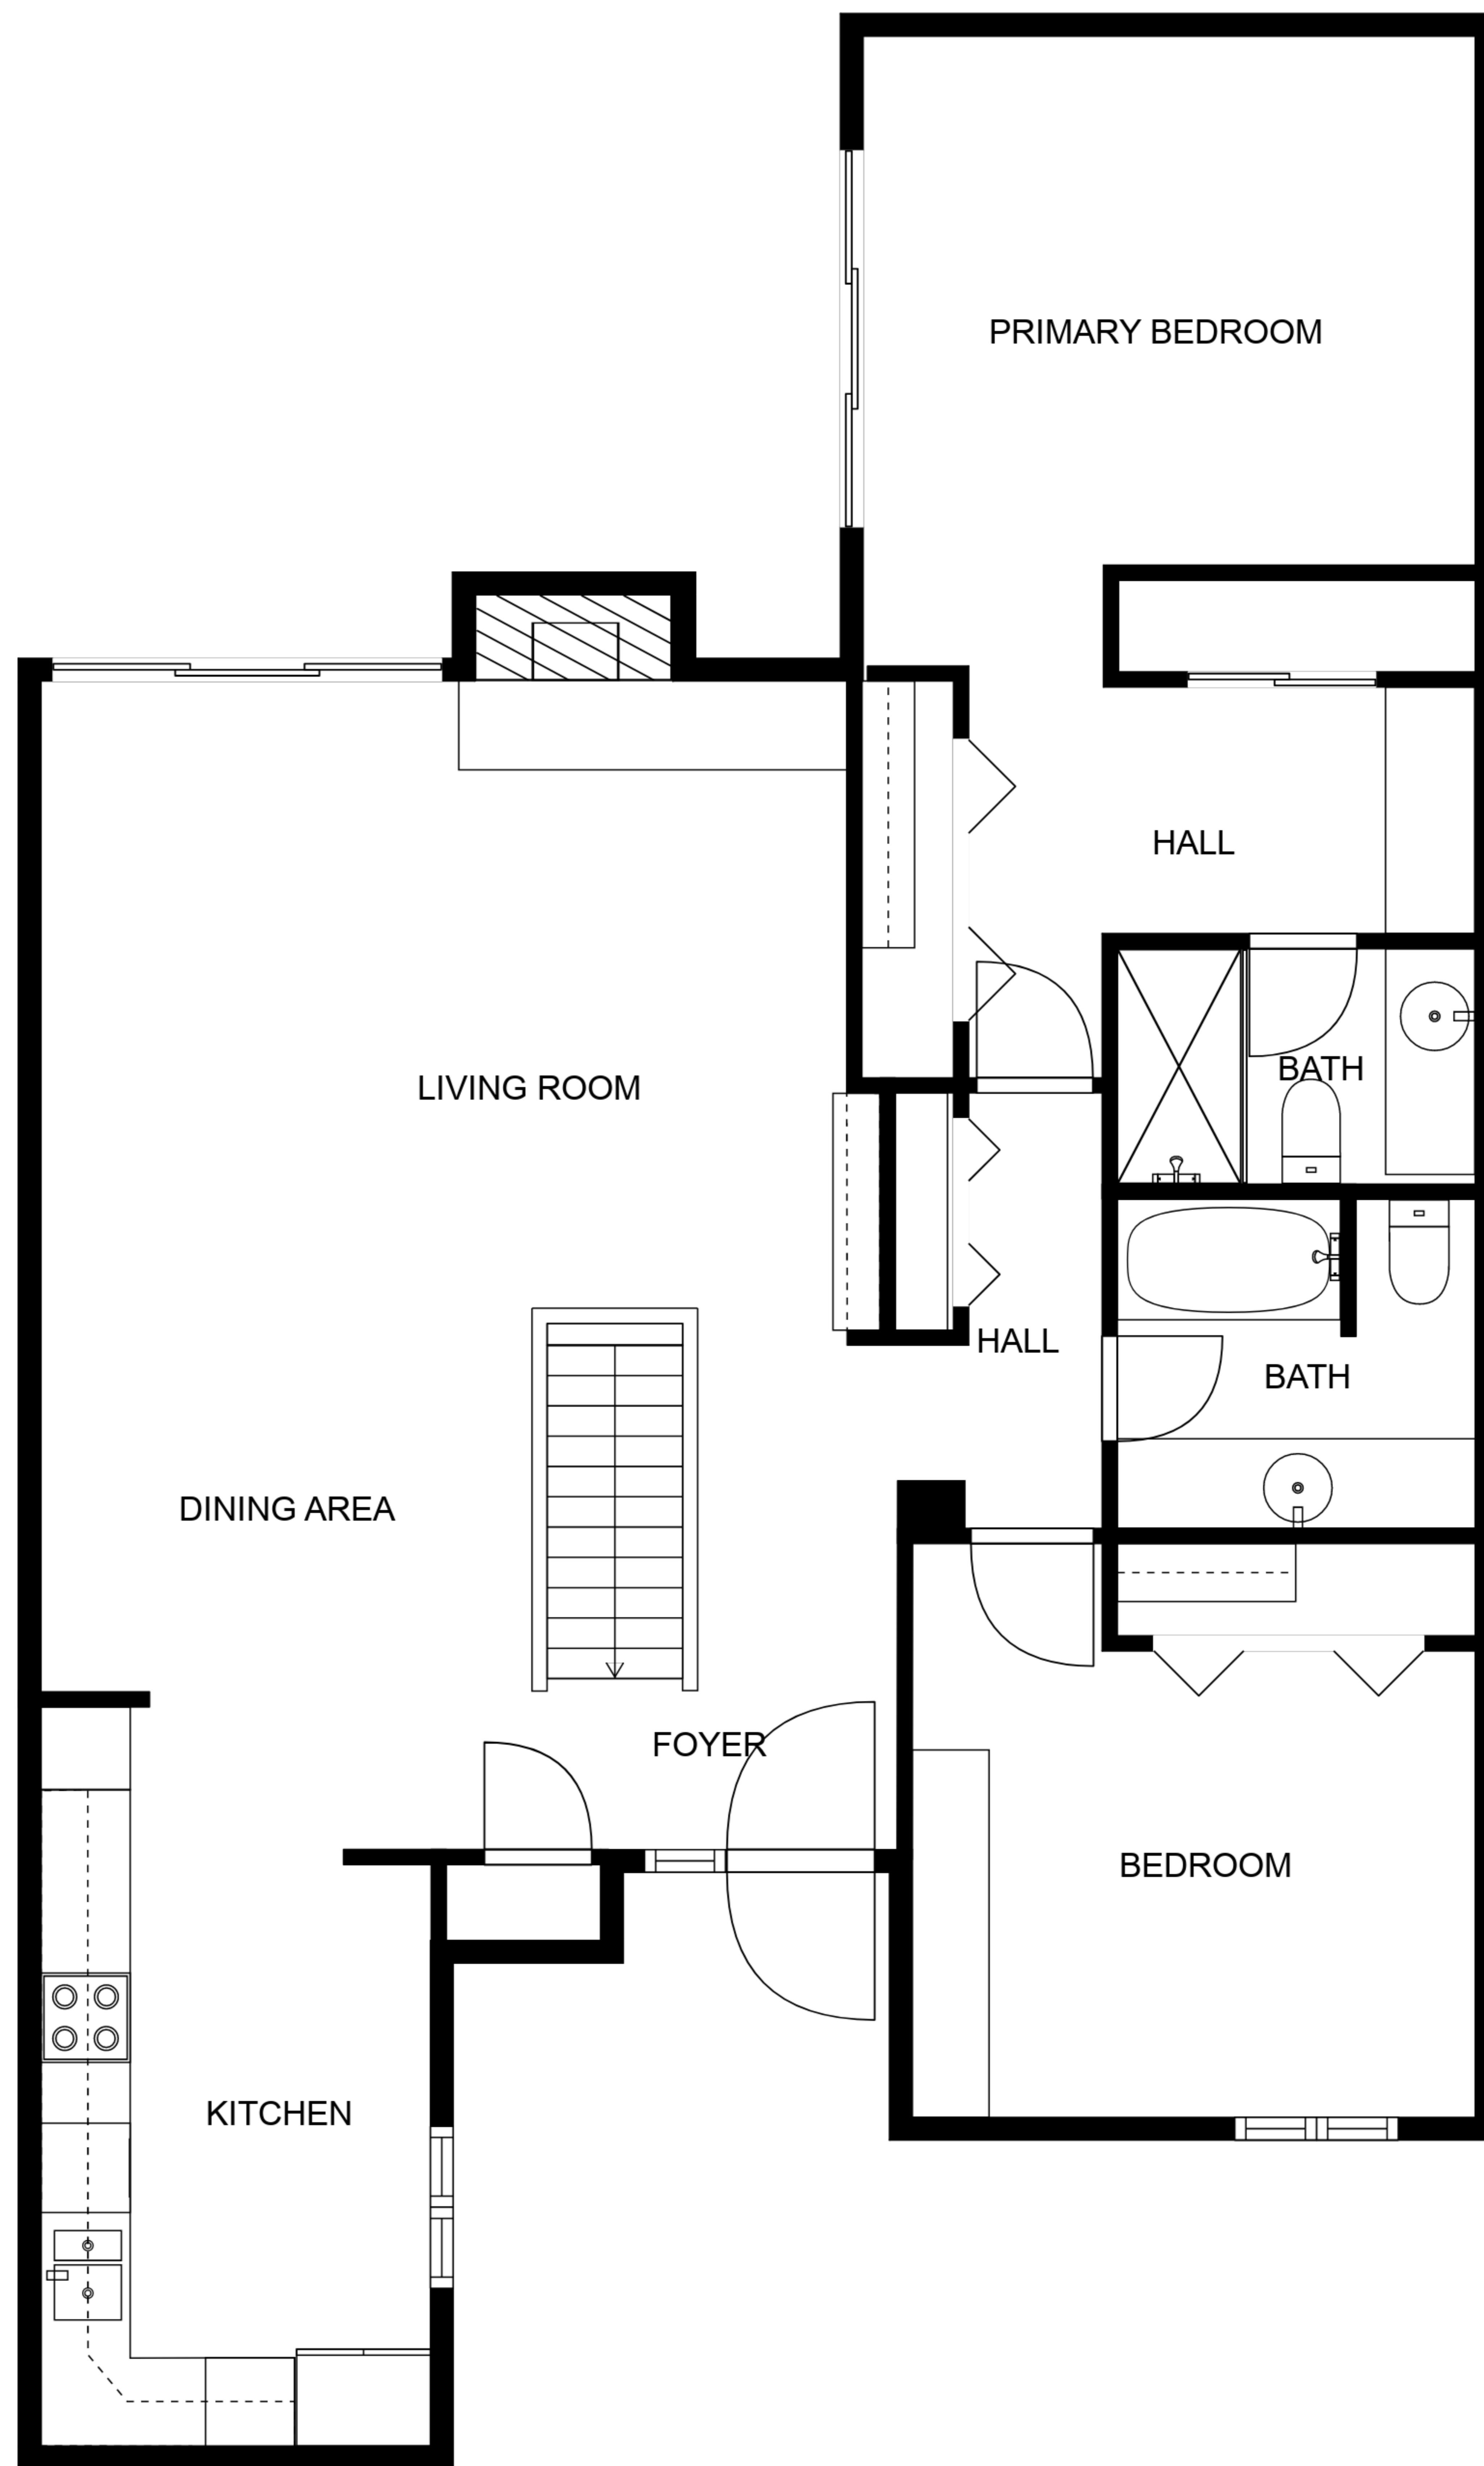 PRIMARY BEDROOM
HALL
LIVING ROOM
BATH
HALL
BATH
DINING AREA
FOYER
BEDROOM
KITCHEN